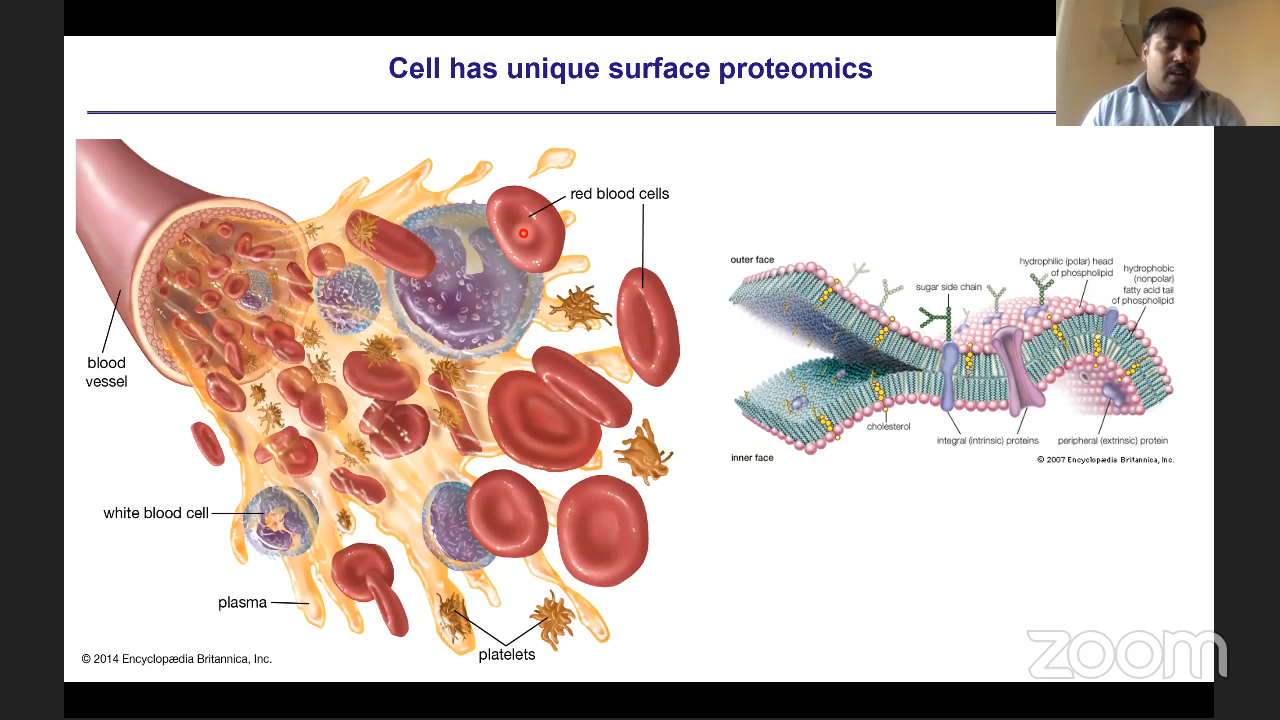 Cell has unique surface proteomics
red blood cells
blood
vessel
white blood cell
plasma
platelets
© 2014 Encyclopædia Britannica, Inc.
outer face
hydrophilic (polar) head
of phospholipid
hydrophobic
(nonpolar)
fatty acid tail
of phospholipid
sugar side chain
cholesterol
integral (intrinsic) proteins
peripheral (extrinsic) protein
inner face
© 2007 Encyclopædia Britannica, Inc.
zoom